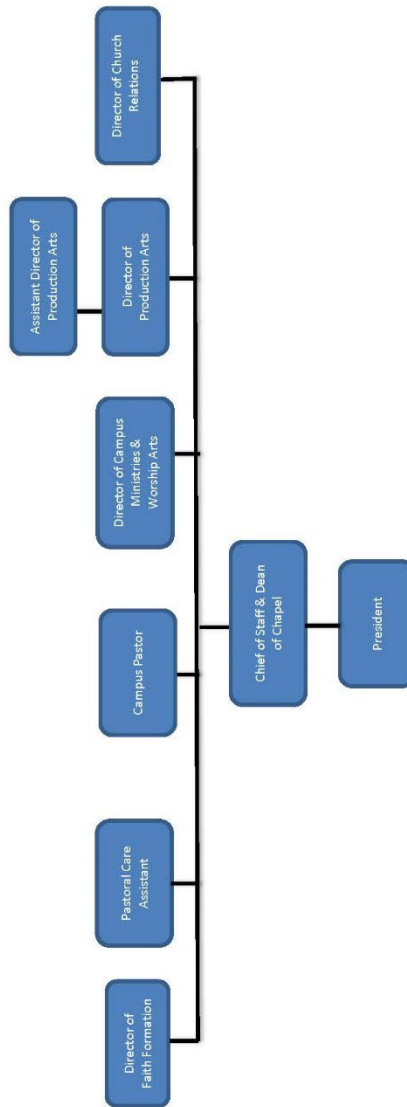 Assistant Director of
Production Arts
Director of
Faith Formation
Pastoral Care
Assistant
Campus Pastor
Director of Campus
Ministries &
Worship Arts
Director of
Production Arts
Director of Church
Relations
Chief of Staff & Dean
of Chapel
President